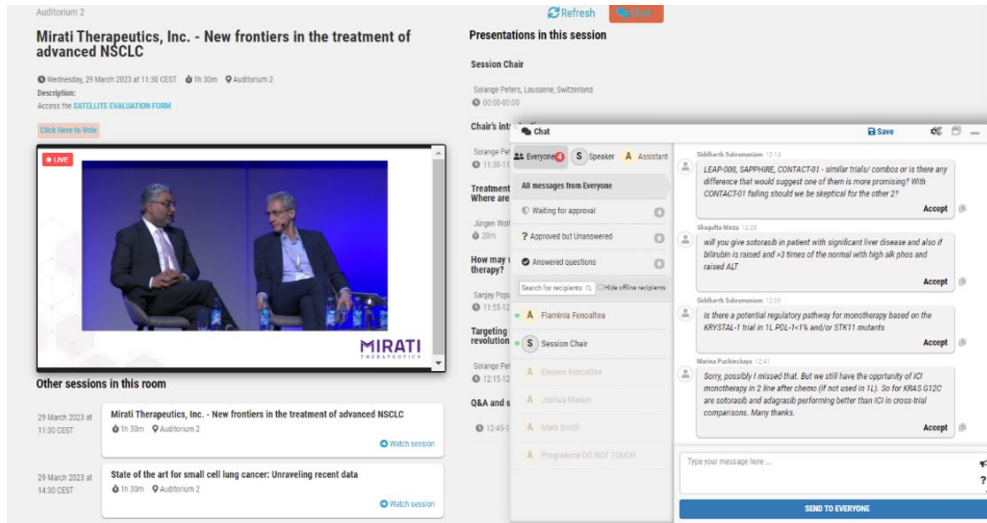 Auditorium 2
Refresh
Chat
Mirati Therapeutics, Inc. - New frontiers in the treatment of
advanced NSCLC
Wednesday, 29 March 2023 at 11:30 CEST 1h 30m Auditorium 2
Description:
Access the SATELLITE EVALUATION FORM
Click Here to Vote
LIVE
MIRATI
THERAPEUTICS
Other sessions in this room
29 March 2023 at
11:30 CEST
Mirati Therapeutics, Inc. - New frontiers in the treatment of advanced NSCLC
1h 30m Auditorium 2
Watch session
29 March 2023 at
14:30 CEST
State of the art for small cell lung cancer: Unraveling recent data
1h 30m Auditorium 2
Watch session
Presentations in this session
Session Chair
Solange Peters, Lausanne, Switzerland
00:00-00:00
Chair's
Solange
11:30-11
Treatment
Where are
Jürgen
20m
How may
therapy?
Sanjay
11:55-12
Targeting
Solange
12:15-12
Q&A and
12:45-1
Chat
Save
Everyone 4
S Speaker
A Assistant
All messages from Everyone
Waiting for approval
? Approved but Unanswered
Answered questions
Search for recipients
Hide offline recipients
A Flaminia Fencaltea
S Session Chair
A Eleonor Fencaltea
A Joshua Mason
A Mark Smith
A Programme DO NOT TOUCH
Siddharth Subramaniam 12:14
LEAP-008, SAPPHIRE, CONTACT-01 - similar trials/ combos or is there any
difference that would suggest one of them is more promising? With
CONTACT-01 failing should we be skeptical for the other 2?
Accept
Shagufta Mirza 12:28
will you give sotorasib in patient with significant liver disease and also if
bilirubin is raised and >3 times of the normal with high alk phos and
raised ALT
Accept
Siddharth Subramaniam 12:36
Is there a potential regulatory pathway for monotherapy based on the
KRYSTAL-1 trial in 1L PDL-1<1% and/or STK11 mutants
Accept
Marina 12:41
Sorry, possibly I missed that. But we still have the opprtunity of ICI
monotherapy in 2 line after chemo (if not used in 1L). So for KRAS G12C
are sotorasib and adagrasib performing better than ICI in cross-trial
comparisons. Many thanks.
Accept
Type your message here ...
?
SEND TO EVERYONE